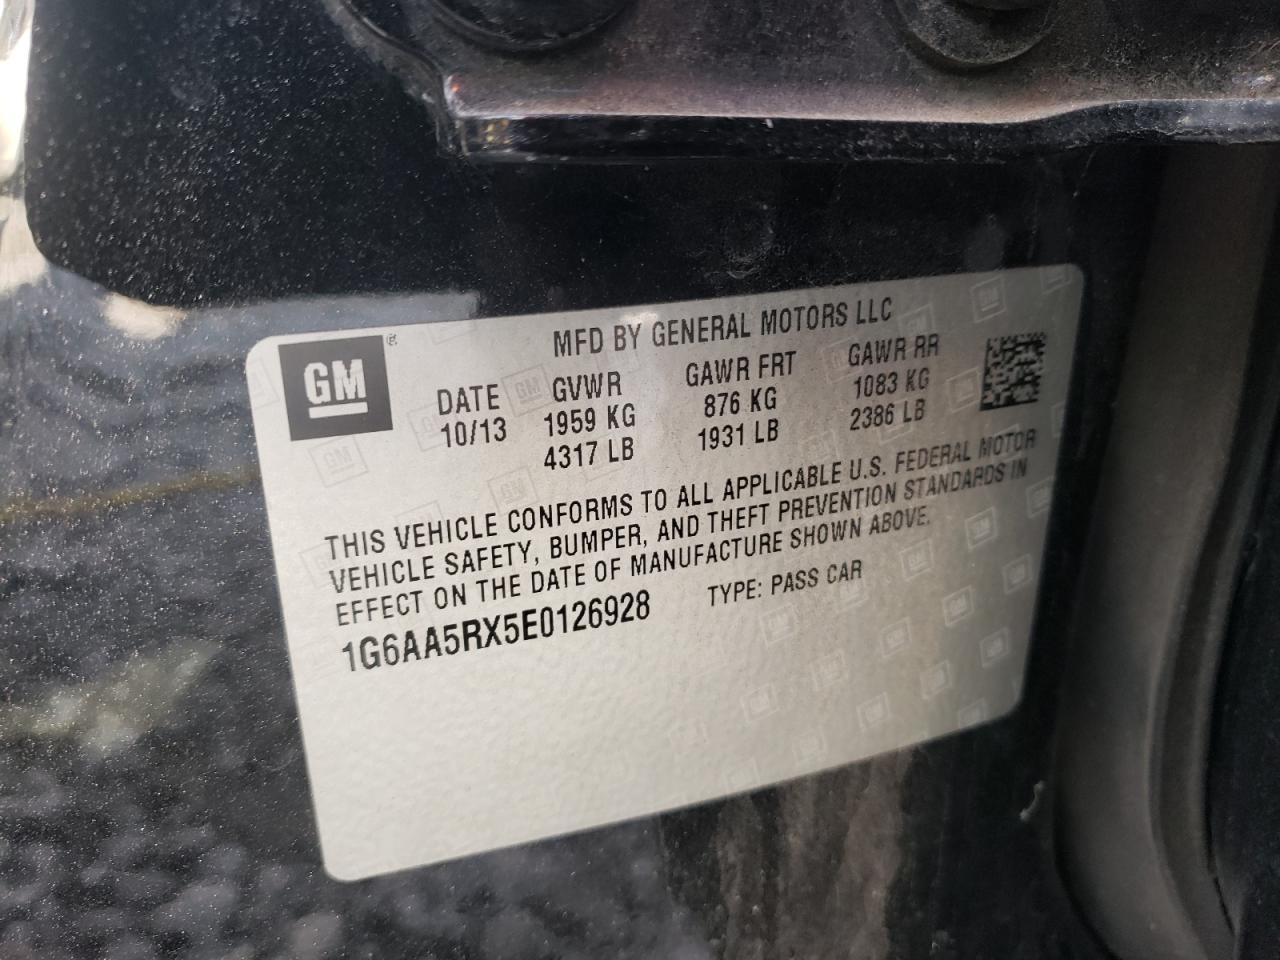 MFD BY GENERAL MOTORS LLC
GM
DATE GVWR GAWR FRT GAWR RR
10/13 1959 KG 876 KG 1083 KG
4317 LB 1931 LB 2386 LB
THIS VEHICLE CONFORMS TO ALL APPLICABLE U.S. FEDERAL MOTOR
VEHICLE SAFETY, BUMPER, AND THEFT PREVENTION STANDARDS IN
EFFECT ON THE DATE OF MANUFACTURE SHOWN ABOVE.
1G6AA5RX5E0126928 TYPE: PASS CAR